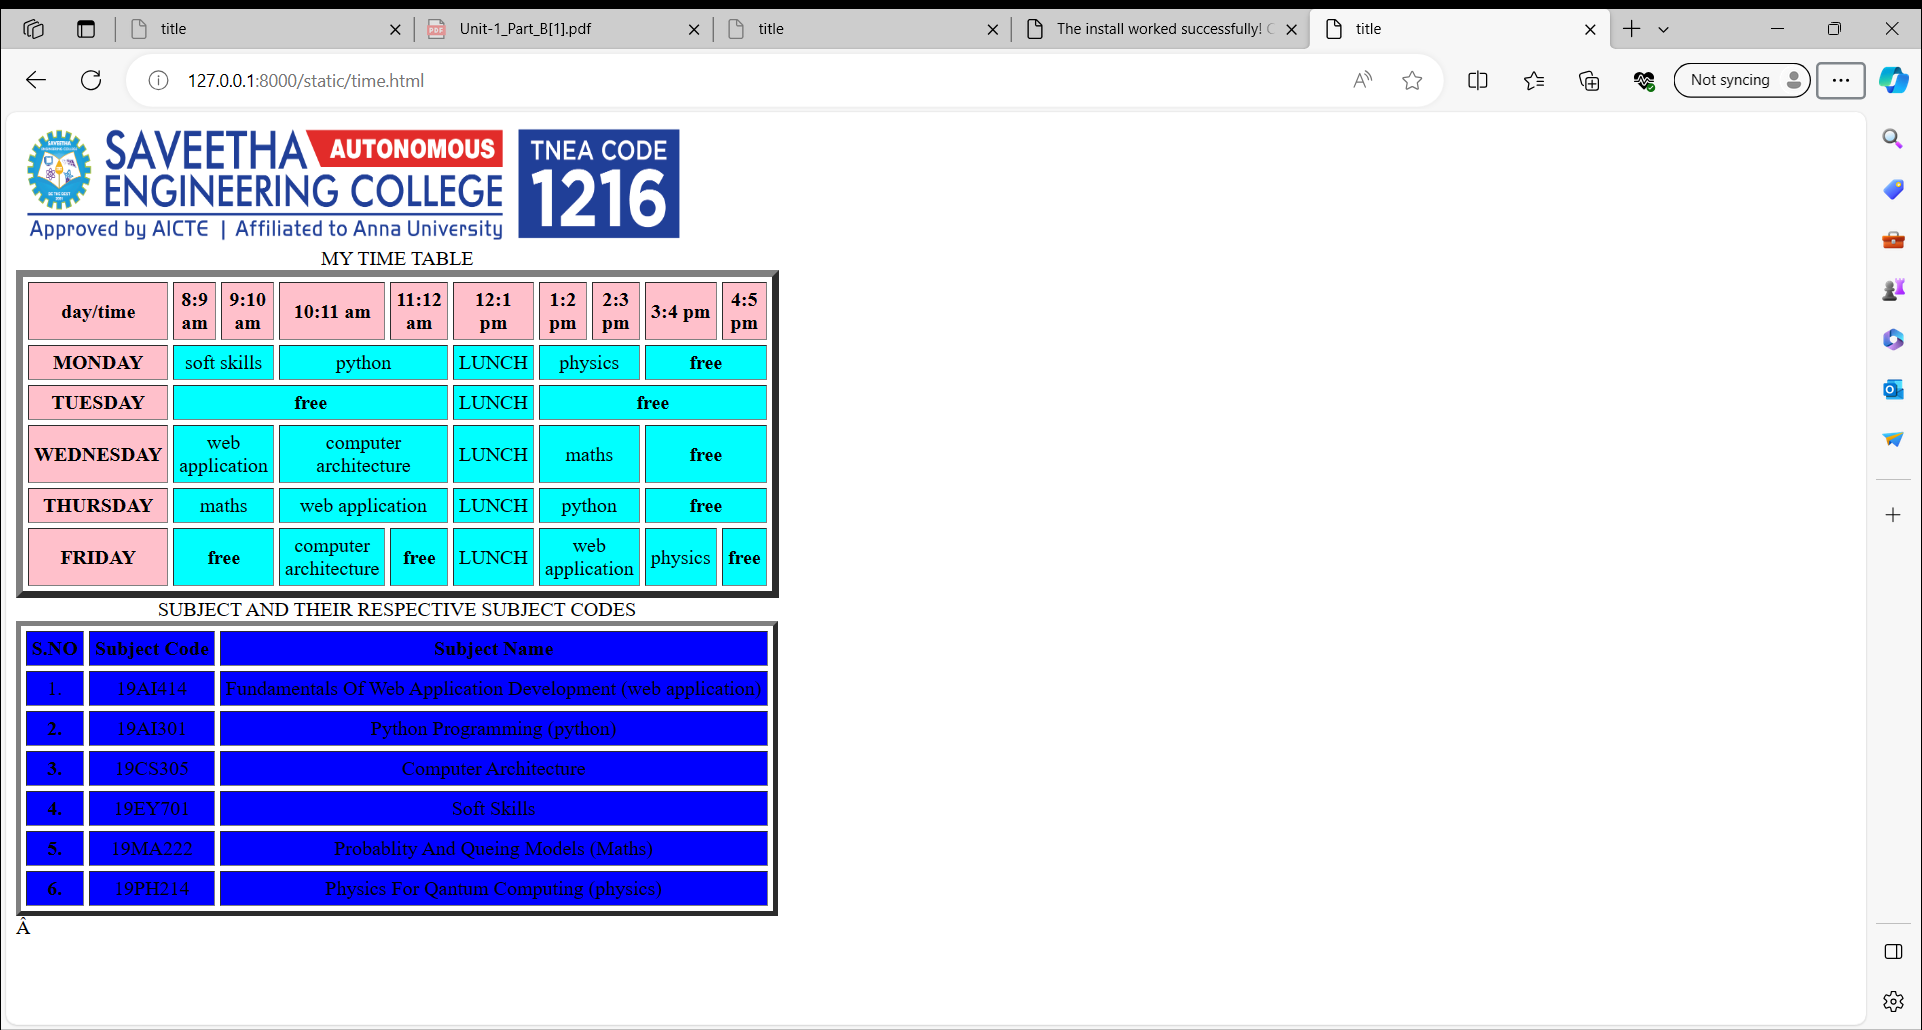 title
Unit-1_Part_B[1].pdf
title
The install worked successfully! C
title
127.0.0.1:8000/static/time.html
Not syncing
SAVEETHA AUTONOMOUS
ENGINEERING COLLEGE
Approved by AICTE | Affiliated to Anna University
TNEA CODE
1216
MY TIME TABLE
day/time 8:9 am 9:10 am 10:11 am 11:12 am 12:1 pm 1:2 pm 2:3 pm 3:4 pm 4:5 pm
MONDAY soft skills python LUNCH physics free
TUESDAY free LUNCH free
WEDNESDAY web application computer architecture LUNCH maths free
THURSDAY maths web application LUNCH python free
FRIDAY free computer architecture free LUNCH web application physics free
SUBJECT AND THEIR RESPECTIVE SUBJECT CODES
S.NO Subject Code Subject Name
1. 19AI414 Fundamentals Of Web Application Development (web application)
2. 19AI301 Python Programming (python)
3. 19CS305 Computer Architecture
4. 19EY701 Soft Skills
5. 19MA222 Probablity And Queing Models (Maths)
6. 19PH214 Physics For Qantum Computing (physics)
Â